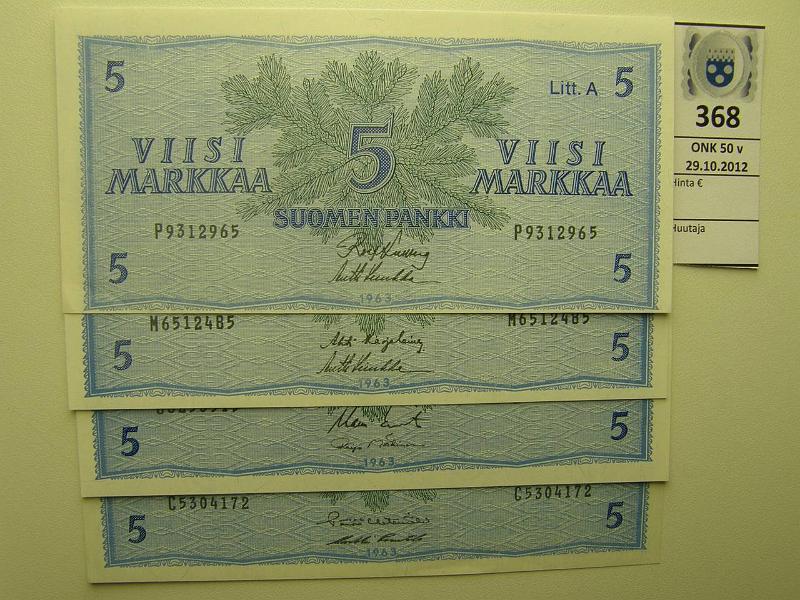 5
Litt. A 5
5
VIISI MARKKAA
VIISI MARKKAA
SUOMEN PANKKI
P9312965
P9312965
5
5
1963
M6512485
M6512485
5
5
1963
5
5
1963
C5304172
C5304172
5
5
1963
368
ONK 50 v
29.10.2012
Hinta €
Huutaja